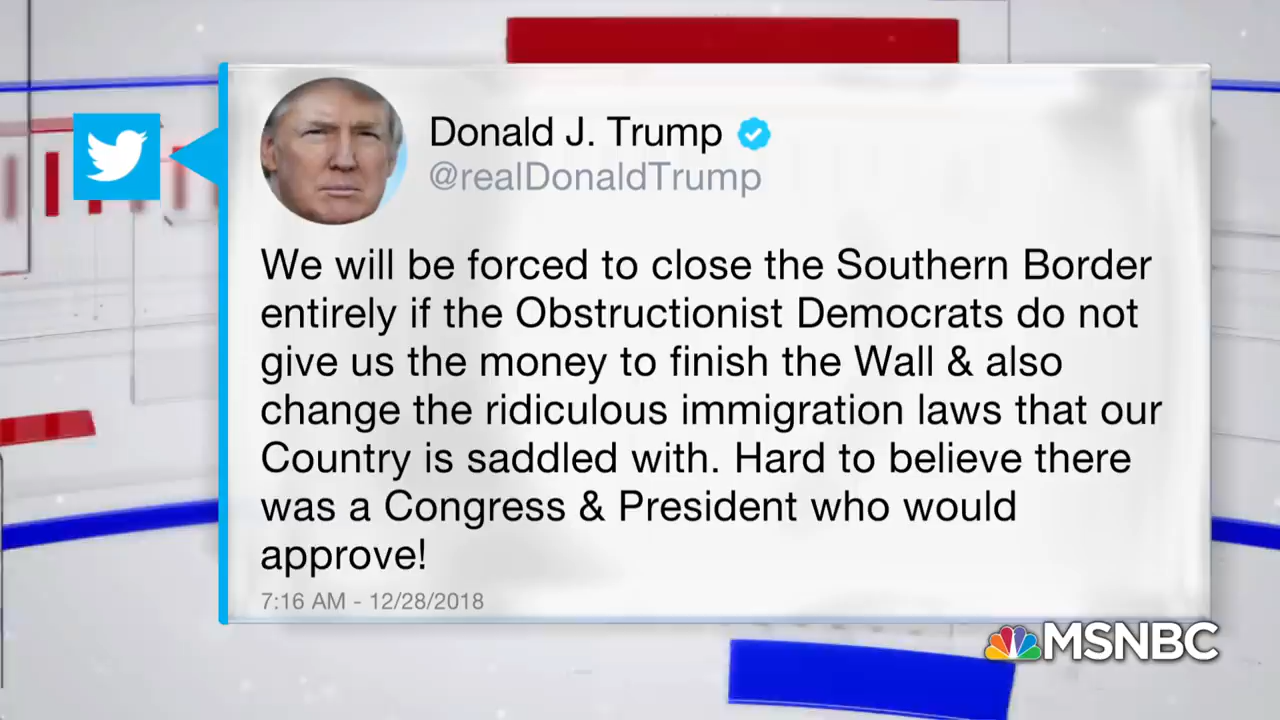 Donald J. Trump
@realDonaldTrump
We will be forced to close the Southern Border
entirely if the Obstructionist Democrats do not
give us the money to finish the Wall & also
change the ridiculous immigration laws that our
Country is saddled with. Hard to believe there
was a Congress & President who would
approve!
7:16 AM - 12/28/2018
MSNBC